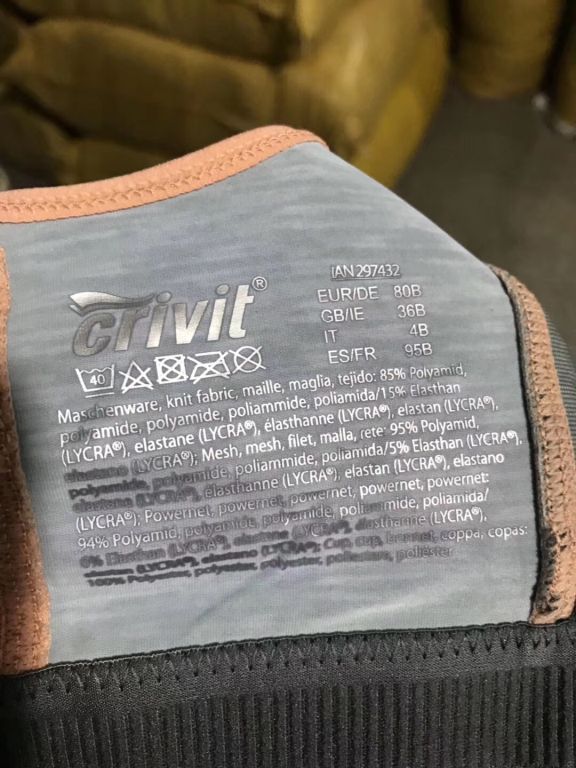 crivit®
IAN 297432
EUR/DE 80B
GB/IE 36B
IT 4B
ES/FR 95B
40
Maschenware, knit fabric, maille, maglia, tejido: 85% Polyamid,
polyamide, polyamide, poliammide, poliamida/15% Elasthan
(LYCRA®), elastane (LYCRA®), élasthanne (LYCRA®), elastan (LYCRA®),
elastano (LYCRA®); Mesh, mesh, filet, malla, rete: 95% Polyamid,
polyamide, polyamide, poliammide, poliamida/5% Elasthan (LYCRA®),
elastane (LYCRA®), élasthanne (LYCRA®), elastan (LYCRA®), elastano
(LYCRA®); Powernet, powernet, powernet, powernet, powernet:
94% Polyamid, polyamide, polyamide, poliammide, poliamida/
6% Elasthan (LYCRA®), elastane (LYCRA®), élasthanne (LYCRA®),
elastan (LYCRA®), elastano (LYCRA®); Cup, cup, bonnet, coppa, copas:
100% Polyester, polyester, polyester, poliestere, poliéster